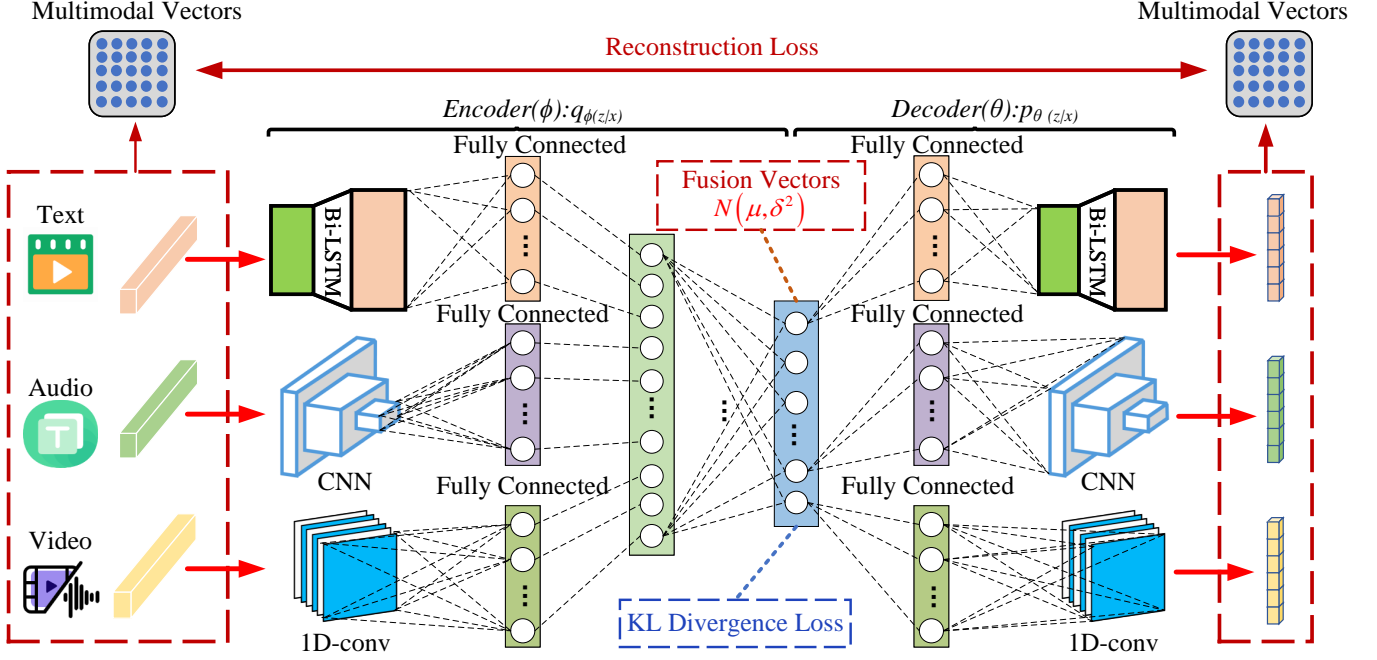 Multimodal Vectors
Multimodal Vectors
Reconstruction Loss
Encoder(ϕ):q_{ϕ(z/x)}
Decoder(θ):p_{θ (z/x)}
Fully Connected
Fully Connected
Fusion Vectors
N(μ,δ²)
Text
Bi-LSTM
...
...
Bi-LSTM
Fully Connected
Fully Connected
Audio
T
...
...
...
...
...
CNN
CNN
Fully Connected
Fully Connected
Video
...
...
KL Divergence Loss
1D-conv
1D-conv